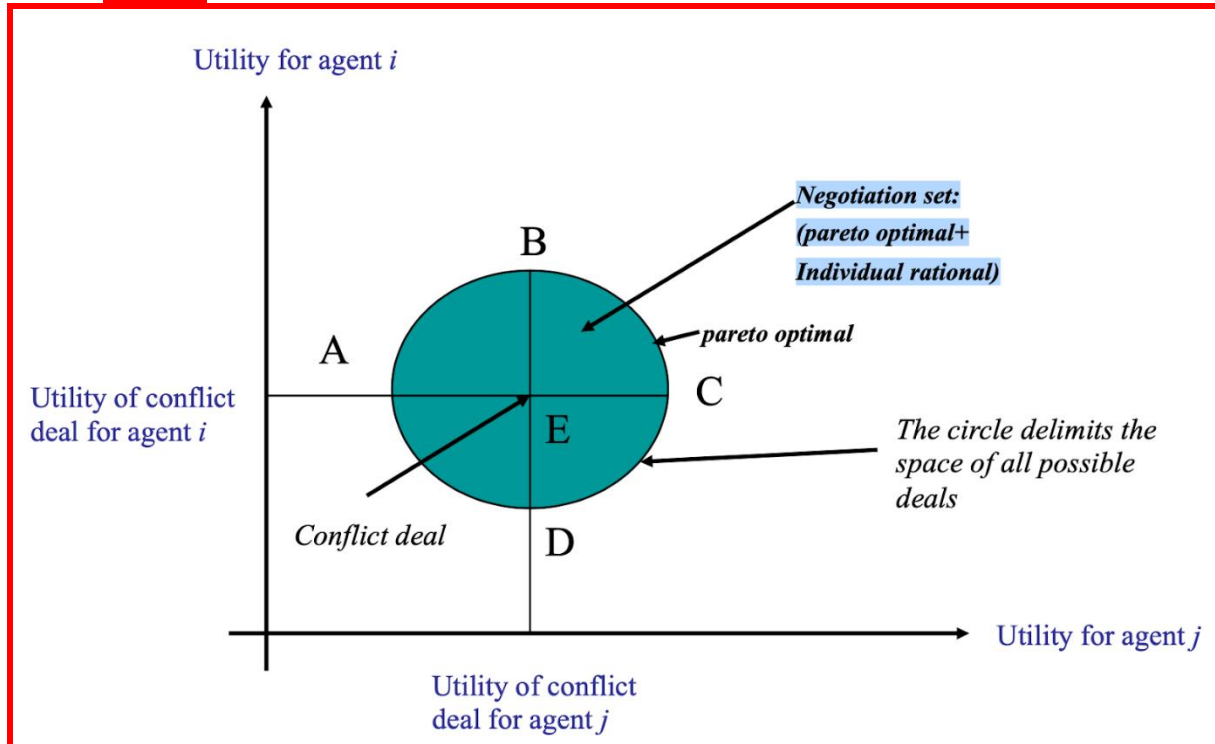 Utility for agent i
Negotiation set:
(pareto optimal+
Individual rational)
B
pareto optimal
A
C
Utility of conflict
deal for agent i
E
The circle delimits the
space of all possible
deals
Conflict deal
D
Utility for agent j
Utility of conflict
deal for agent j